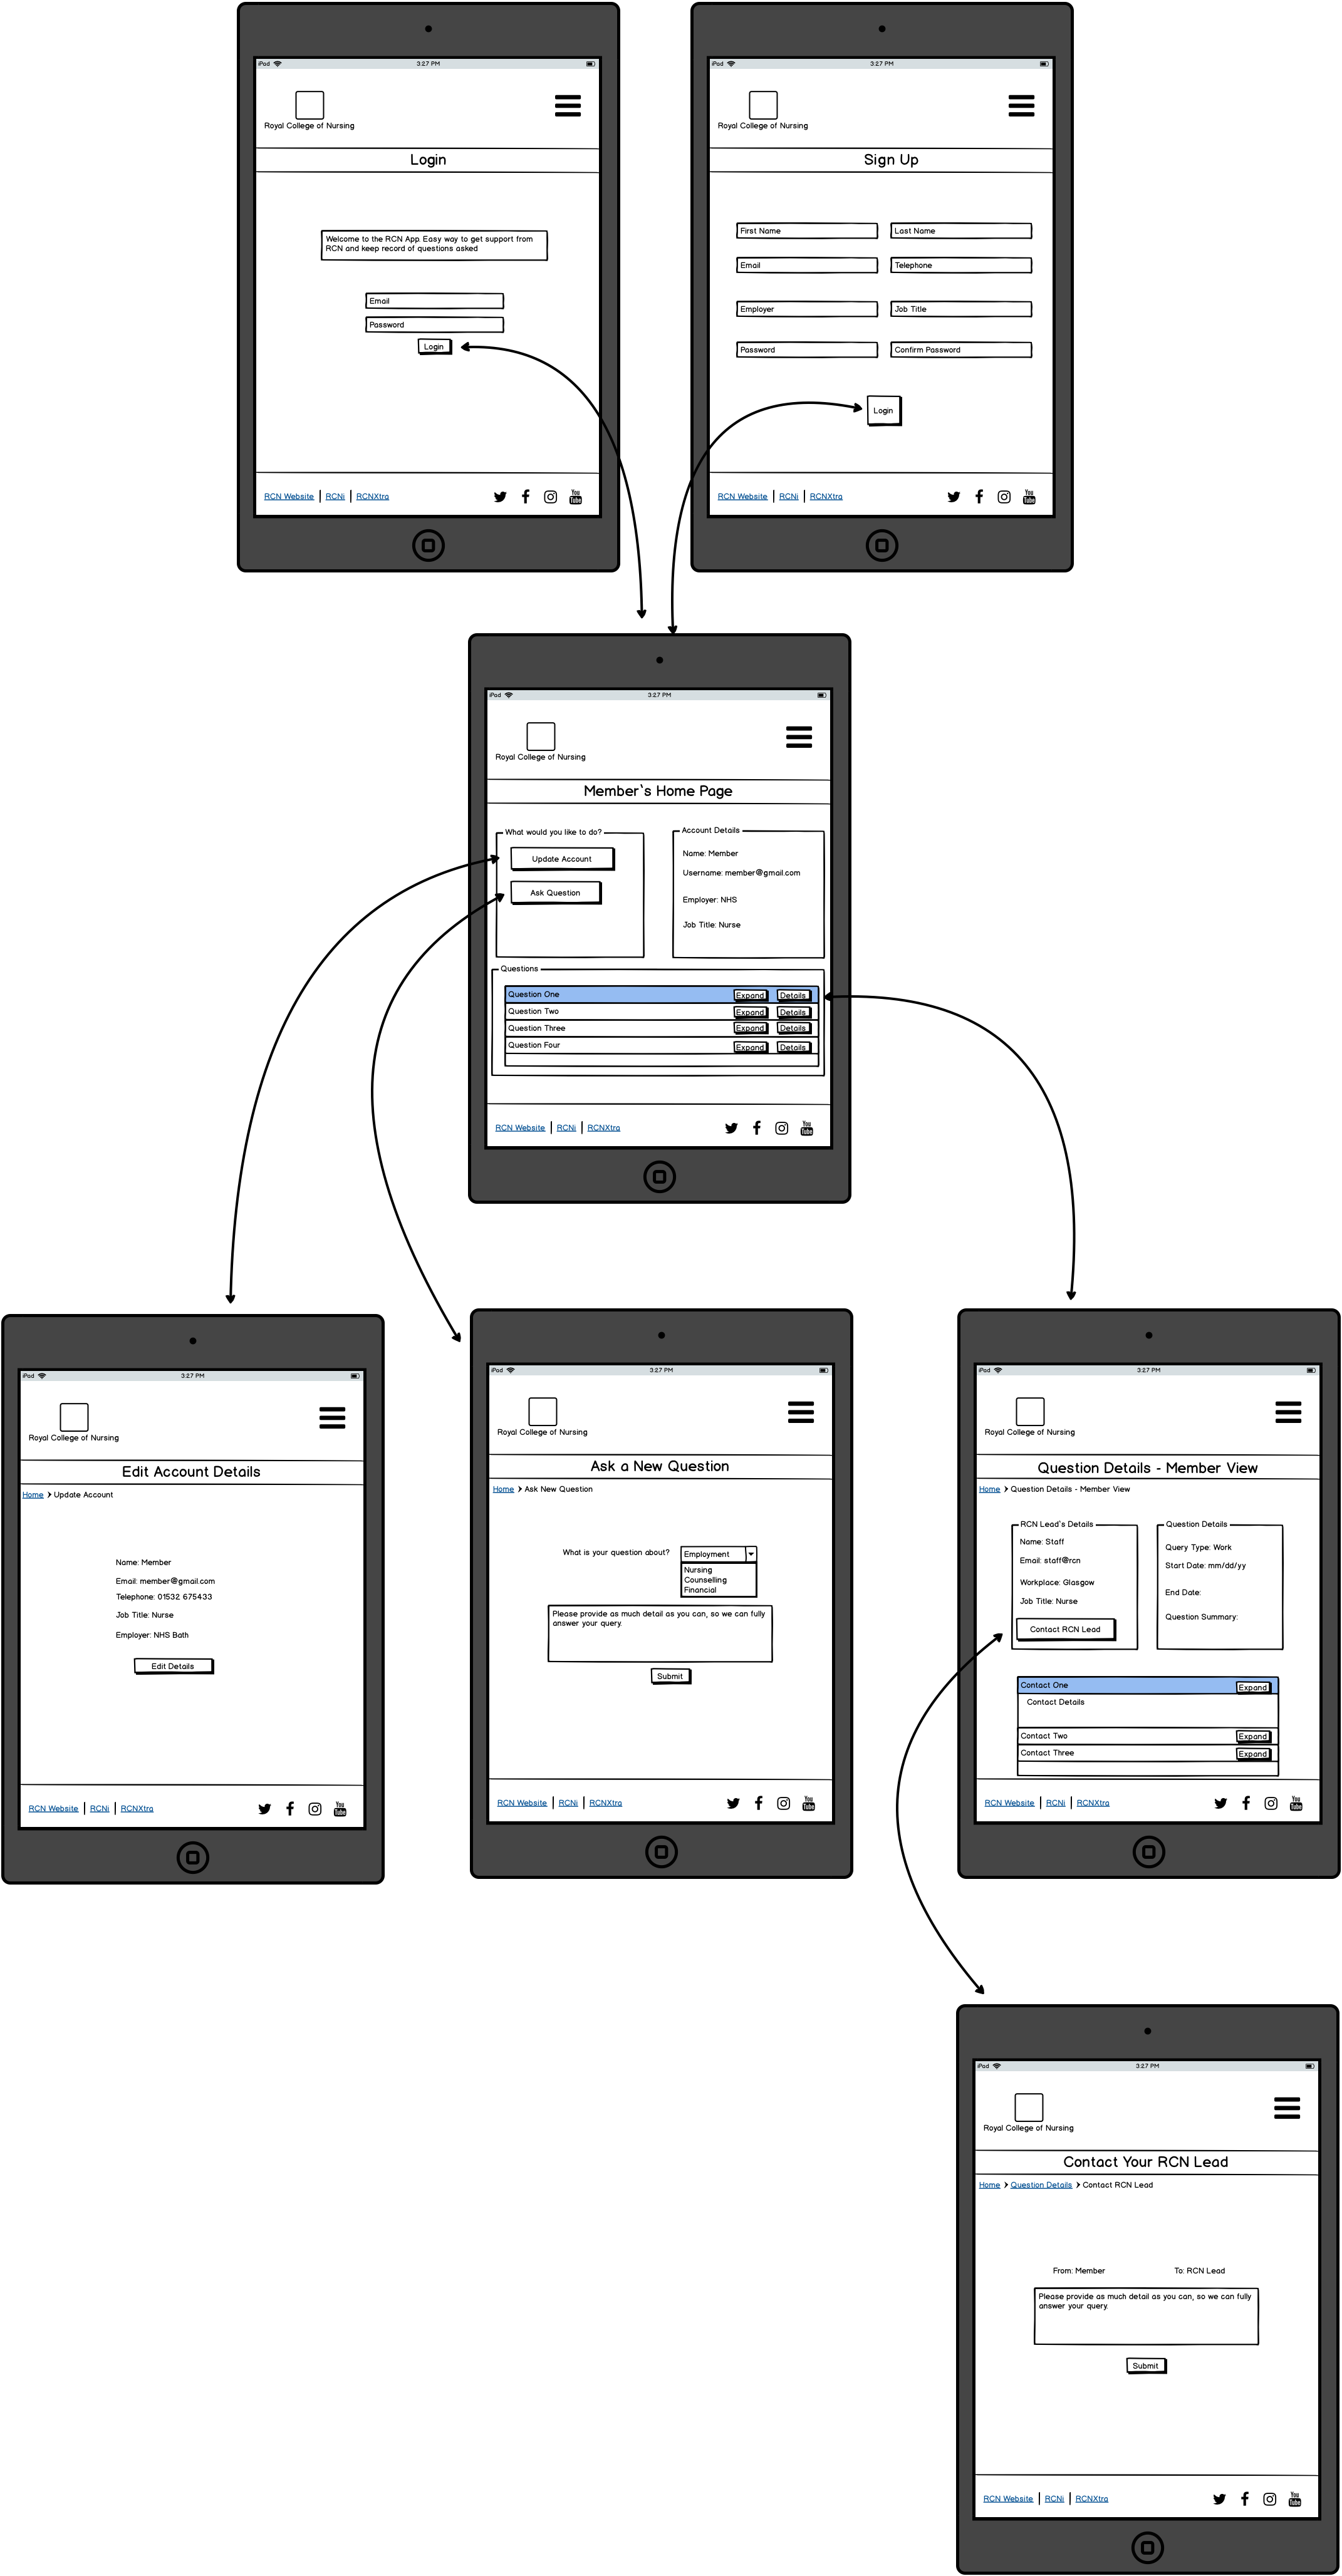 iPad 3:27 PM
Royal College of Nursing
Login
Welcome to the RCN App. Easy way to get support from
RCN and keep record of questions asked
Email
Password
Login
RCN Website RCNi RCNXtra You Tube
iPad 3:27 PM
Royal College of Nursing
Sign Up
First Name Last Name
Email Telephone
Employer Job Title
Password Confirm Password
Login
RCN Website RCNi RCNXtra You Tube
iPad 3:27 PM
Royal College of Nursing
Member`s Home Page
What would you like to do?
Update Account
Ask Question
Account Details
Name: Member
Username: member@gmail.com
Employer: NHS
Job Title: Nurse
Questions
Question One Expand Details
Question Two Expand Details
Question Three Expand Details
Question Four Expand Details
RCN Website RCNi RCNXtra You Tube
iPad 3:27 PM
Royal College of Nursing
Edit Account Details
Home Update Account
Name: Member
Email: member@gmail.com
Telephone: 01532 675433
Job Title: Nurse
Employer: NHS Bath
Edit Details
RCN Website RCNi RCNXtra You Tube
iPad 3:27 PM
Royal College of Nursing
Ask a New Question
Home Ask New Question
What is your question about? Employment
Nursing
Counselling
Financial
Please provide as much detail as you can, so we can fully
answer your query.
Submit
RCN Website RCNi RCNXtra You Tube
iPad 3:27 PM
Royal College of Nursing
Question Details - Member View
Home Question Details - Member View
RCN Lead`s Details
Name: Staff
Email: staff@rcn
Workplace: Glasgow
Job Title: Nurse
Contact RCN Lead
Question Details
Query Type: Work
Start Date: mm/dd/yy
End Date:
Question Summary:
Contact One Expand
Contact Details
Contact Two Expand
Contact Three Expand
RCN Website RCNi RCNXtra You Tube
iPad 3:27 PM
Royal College of Nursing
Contact Your RCN Lead
Home Question Details Contact RCN Lead
From: Member To: RCN Lead
Please provide as much detail as you can, so we can fully
answer your query.
Submit
RCN Website RCNi RCNXtra You Tube